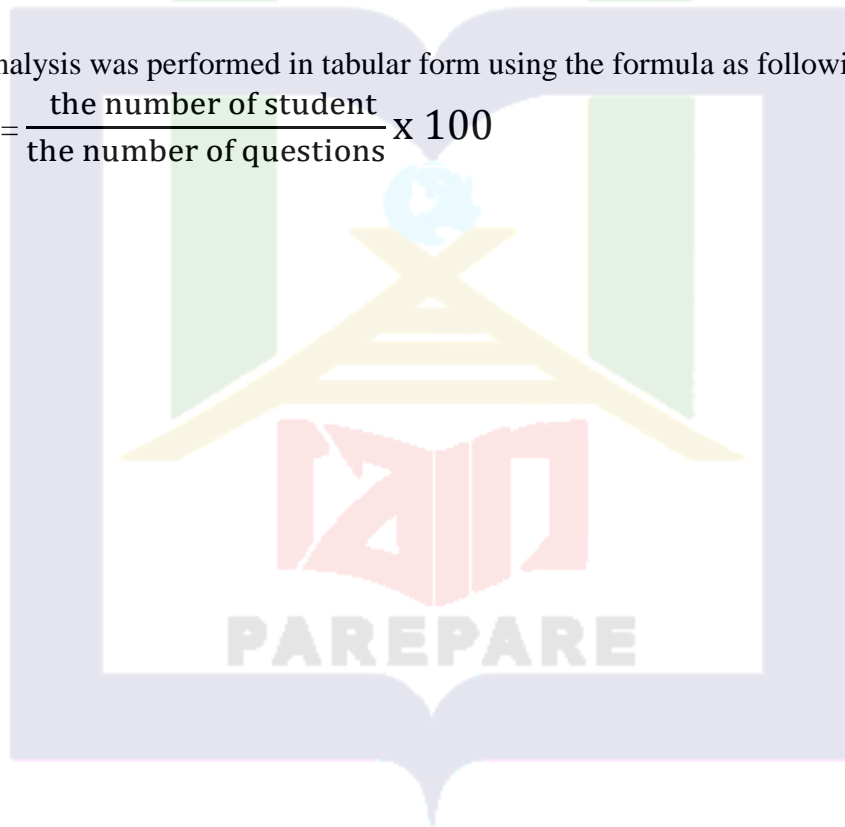 nalysis was performed in tabular form using the formula as followi
= the number of student
the number of questions x 100
PAREPARE